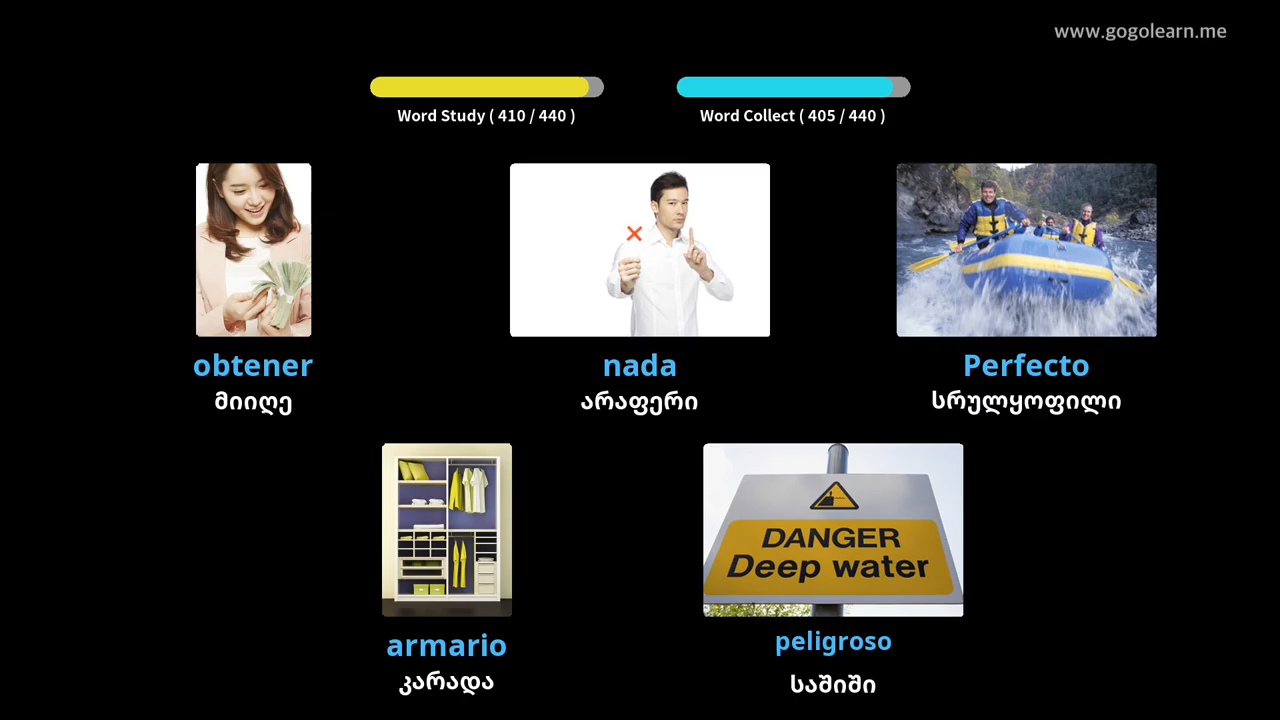 www.gogolearn.me
Word Study ( 410 / 440 )
Word Collect ( 405 / 440 )
obtener
მიიღე
nada
არაფერი
Perfecto
სრულყოფილი
DANGER
Deep water
armario
კარადა
peligroso
საშიში